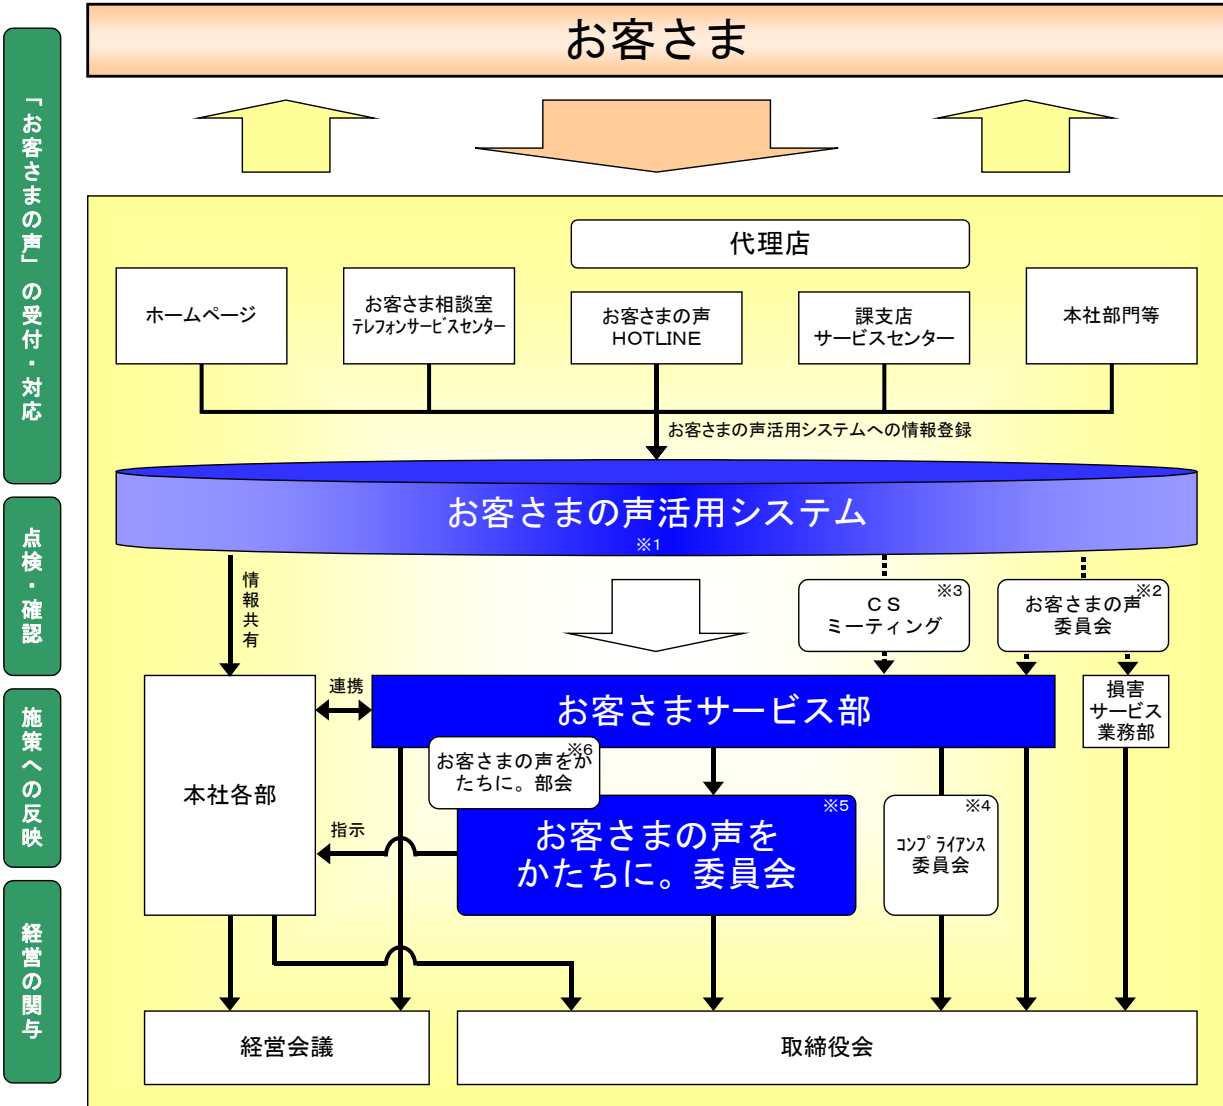 お客さま
「お客さまの声」の受付・対応
代理店
ホームページ
お客さま相談室
テレフォンサービスセンター
お客さまの声
HOTLINE
課支店
サービスセンター
本社部門等
お客さまの声活用システムへの情報登録
お客さまの声活用システム
※1
点検・確認
情報共有
※3
CS
ミーティング
※2
お客さまの声
委員会
施策への反映
連携
お客さまサービス部
損害
サービス
業務部
本社各部
※6
お客さまの声をか
たちに。部会
指示
※5
お客さまの声を
かたちに。委員会
※4
コンプライアンス
委員会
経営の関与
経営会議
取締役会